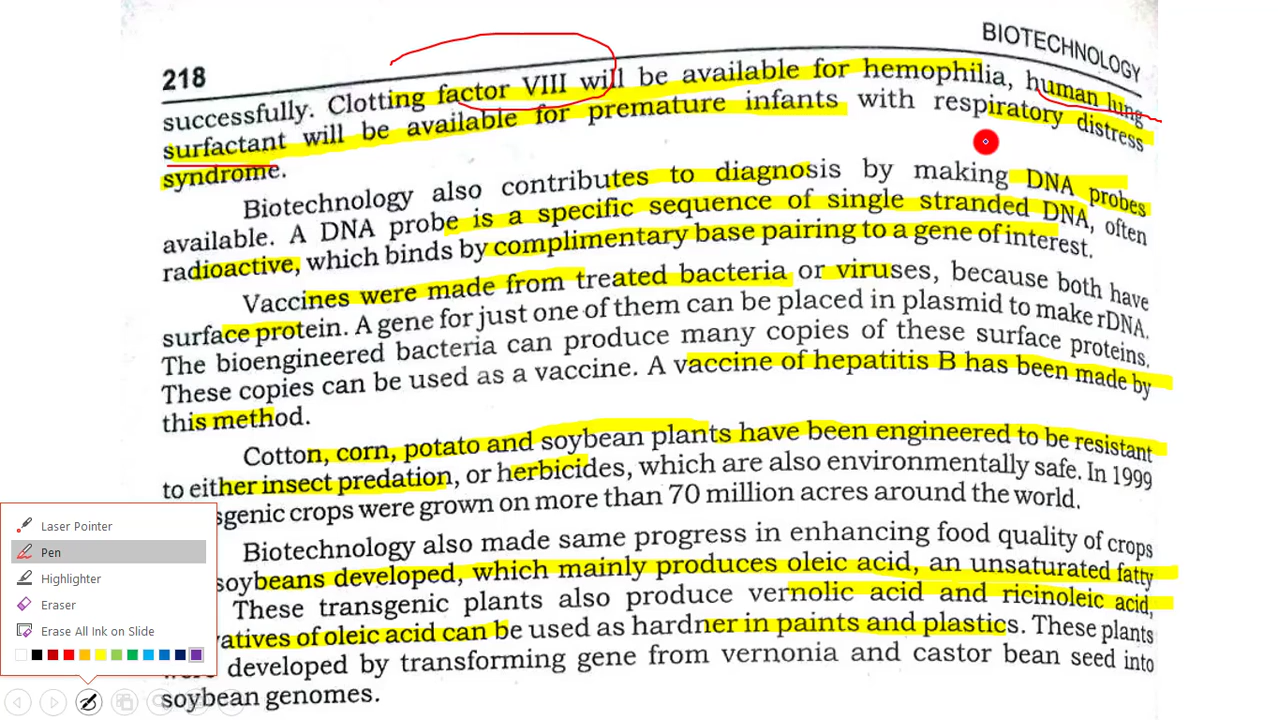 BIOTECHNOLOGY
218
successfully. Clotting factor VIII will be available for hemophilia, human lung
surfactant will be available for premature infants with respiratory distress
syndrome.
Biotechnology also contributes to diagnosis by making DNA probes
available. A DNA probe is a specific sequence of single stranded DNA, often
radioactive, which binds by complimentary base pairing to a gene of interest.
Vaccines were made from treated bacteria or viruses, because both have
surface protein. A gene for just one of them can be placed in plasmid to make rDNA.
The bioengineered bacteria can produce many copies of these surface proteins.
These copies can be used as a vaccine. A vaccine of hepatitis B has been made by
this method.
Cotton, corn, potato and soybean plants have been engineered to be resistant
to either insect predation, or herbicides, which are also environmentally safe. In 1999
sgenic crops were grown on more than 70 million acres around the world.
Biotechnology also made same progress in enhancing food quality of crops
soybeans developed, which mainly produces oleic acid, an unsaturated fatty
These transgenic plants also produce vernolic acid and ricinoleic acid,
atives of oleic acid can be used as hardner in paints and plastics. These plants
were developed by transforming gene from vernonia and castor bean seed into
soybean genomes.
Laser Pointer
Pen
Highlighter
Eraser
Erase All Ink on Slide